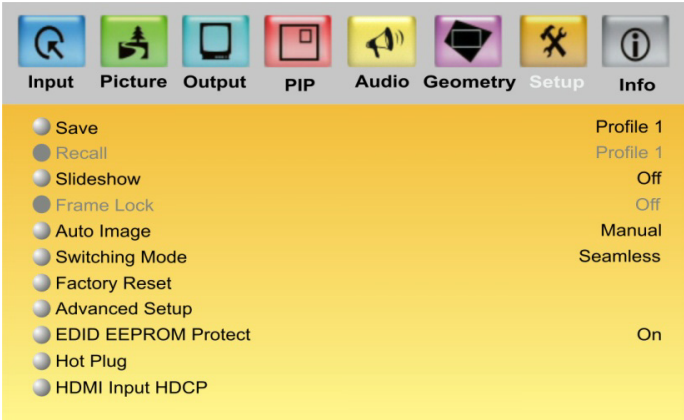 Input Picture Output PIP Audio Geometry Setup Info
Save Profile 1
Recall Profile 1
Slideshow Off
Frame Lock Off
Auto Image Manual
Switching Mode Seamless
Factory Reset
Advanced Setup
EDID EEPROM Protect On
Hot Plug
HDMI Input HDCP